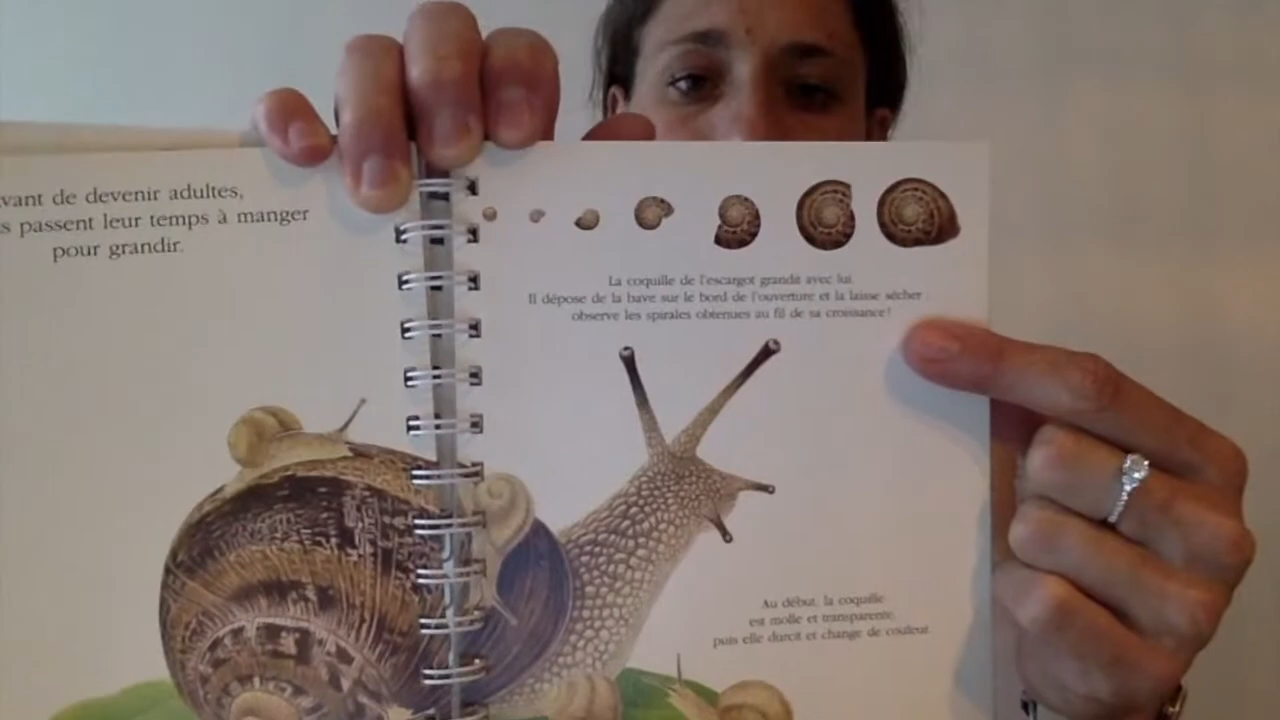 vant de devenir adultes,
s passent leur temps à manger
pour grandir.
La coquille de l'escargot grandit avec lui.
Il dépose de la bave sur le bord de l'ouverture et la laisse sécher :
observe les spirales obtenues au fil de sa croissance !
Au début, la coquille
est molle et transparente,
puis elle durcit et change de couleur.